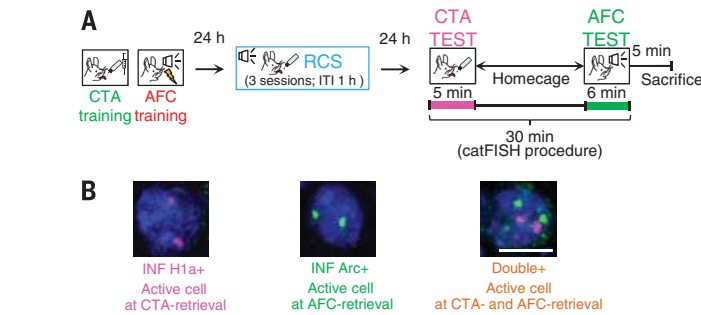 A
CTA AFC
training training
24 h
RCS
(3 sessions; ITI 1 h )
24 h
CTA
TEST
AFC
TEST
5 min
Homecage
Sacrifice
5 min
6 min
30 min
(catFISH procedure)
B
INF H1a+
Active cell
at CTA-retrieval
INF Arc+
Active cell
at AFC-retrieval
Double+
Active cell
at CTA- and AFC-retrieval